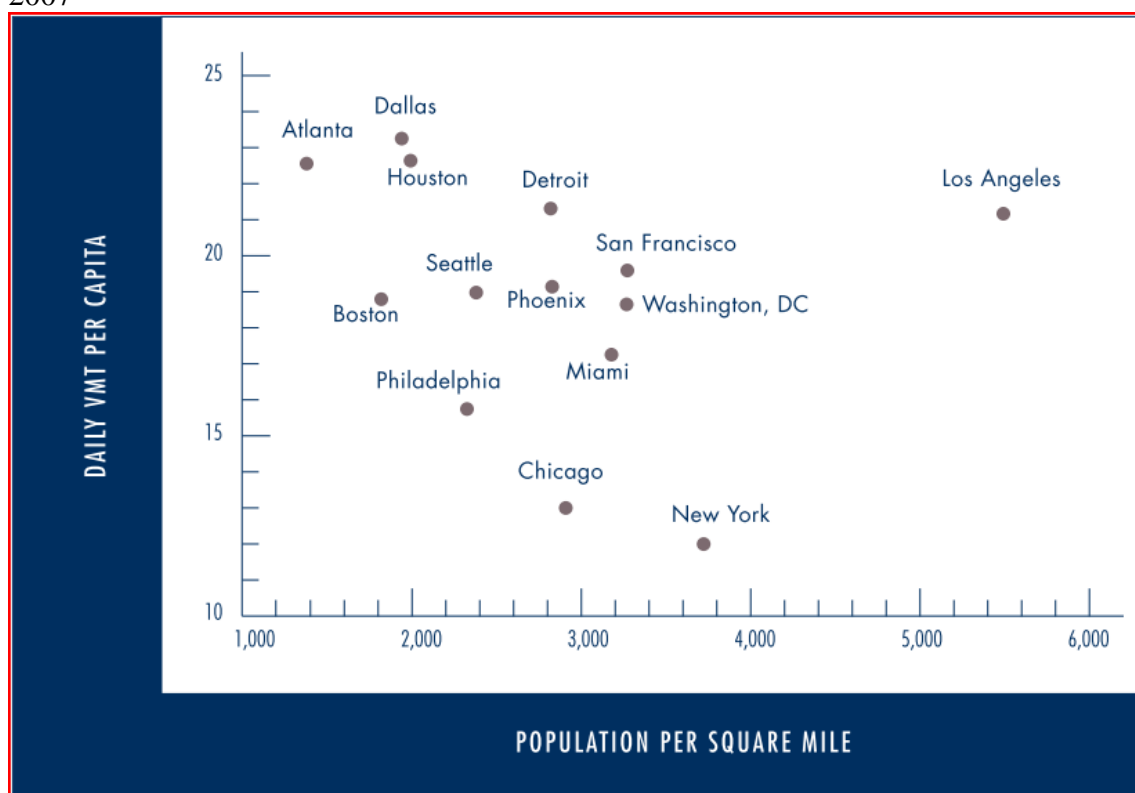 2007
25
Dallas
Atlanta
Houston
Detroit
Los Angeles
San Francisco
20
Seattle
Phoenix
Washington, DC
Boston
Miami
Philadelphia
15
Chicago
New York
10
1,000 2,000 3,000 4,000 5,000 6,000
DAILY VMT PER CAPITA
POPULATION PER SQUARE MILE